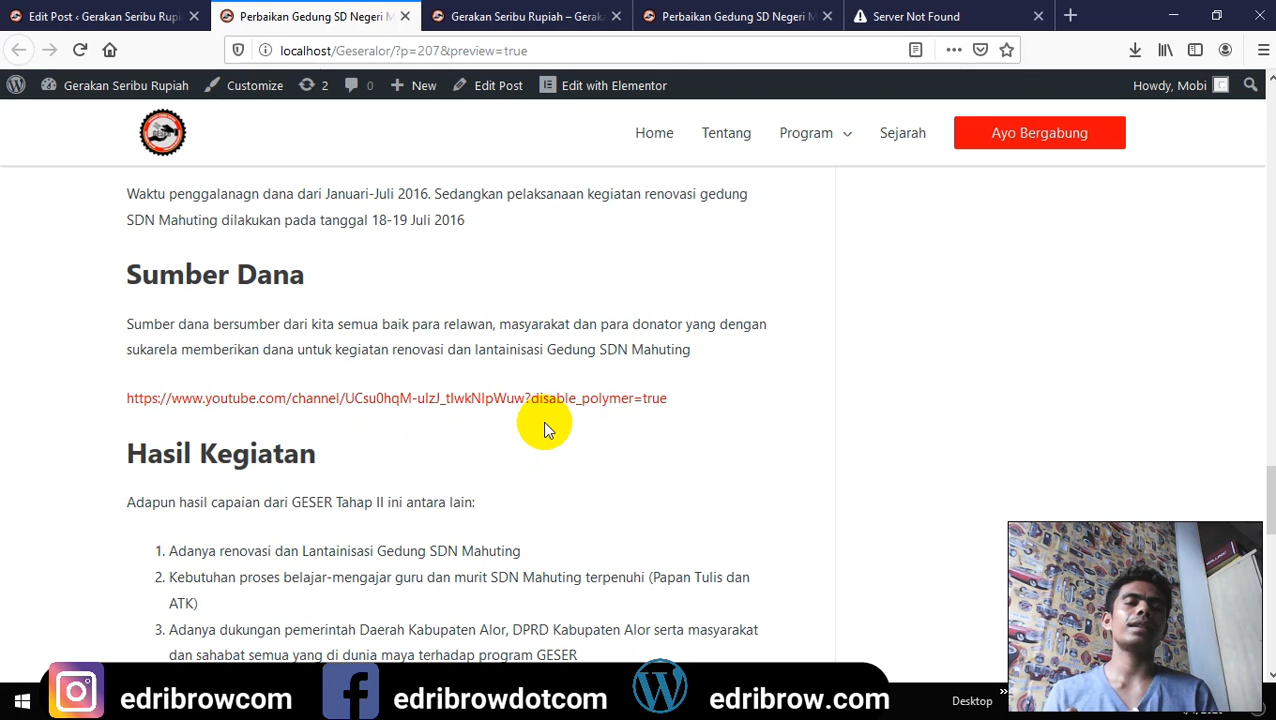 Edit Post ‹ Gerakan Seribu Rupi
Perbaikan Gedung SD Negeri M
Gerakan Seribu Rupiah – Gerak
Perbaikan Gedung SD Negeri M
Server Not Found
localhost/Geseralor/?p=207&preview=true
Gerakan Seribu Rupiah
Customize
2
0
New
Edit Post
Edit with Elementor
Howdy, Mobi
Home
Tentang
Program
Sejarah
Ayo Bergabung
Waktu penggalanagn dana dari Januari-Juli 2016. Sedangkan pelaksanaan kegiatan renovasi gedung
SDN Mahuting dilakukan pada tanggal 18-19 Juli 2016
Sumber Dana
Sumber dana bersumber dari kita semua baik para relawan, masyarakat dan para donator yang dengan
sukarela memberikan dana untuk kegiatan renovasi dan lantainisasi Gedung SDN Mahuting
https://www.youtube.com/channel/UCsu0hqM-ulzJ_tIwkNlpWuw?disable_polymer=true
Hasil Kegiatan
Adapun hasil capaian dari GESER Tahap II ini antara lain:
1. Adanya renovasi dan Lantainisasi Gedung SDN Mahuting
2. Kebutuhan proses belajar-mengajar guru dan murit SDN Mahuting terpenuhi (Papan Tulis dan
ATK)
3. Adanya dukungan pemerintah Daerah Kabupaten Alor, DPRD Kabupaten Alor serta masyarakat
dan sahabat semua yang di dunia maya terhadap program GESER
edribrowcom
edribrowdotcom
edribrow.com
Desktop